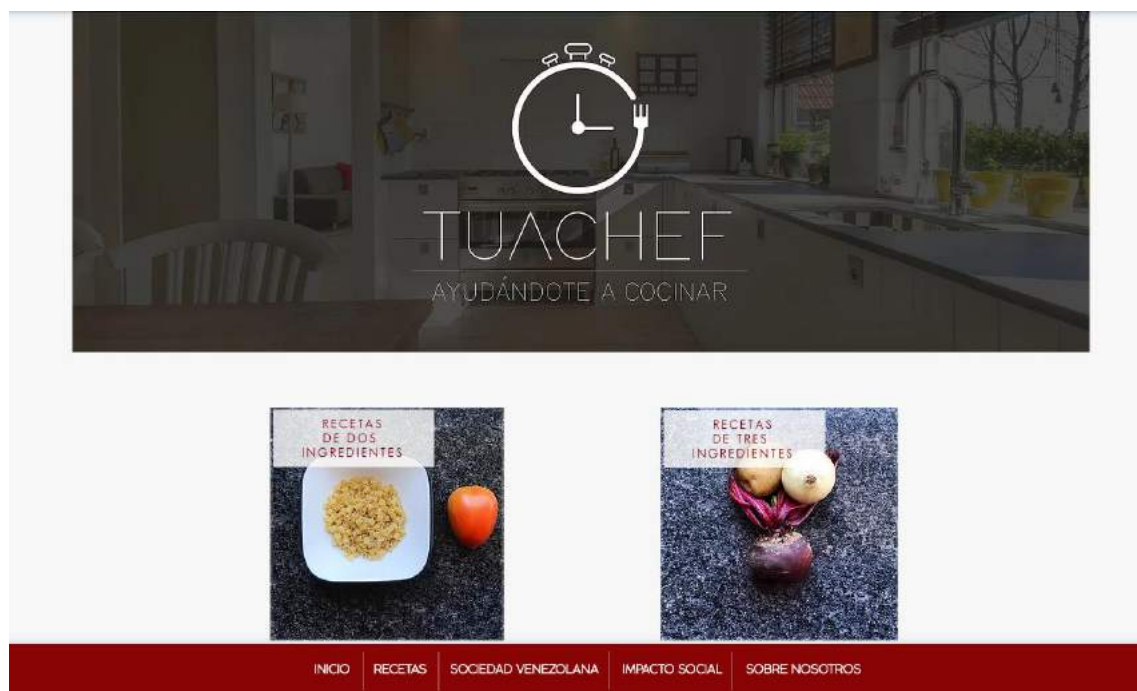 TUACHEF
AYUDÁNDOTE A COCINAR
RECETAS
DE DOS
INGREDIENTES
RECETAS
DE TRES
INGREDIENTES
INICIO RECETAS SOCIEDAD VENEZOLANA IMPACTO SOCIAL SOBRE NOSOTROS